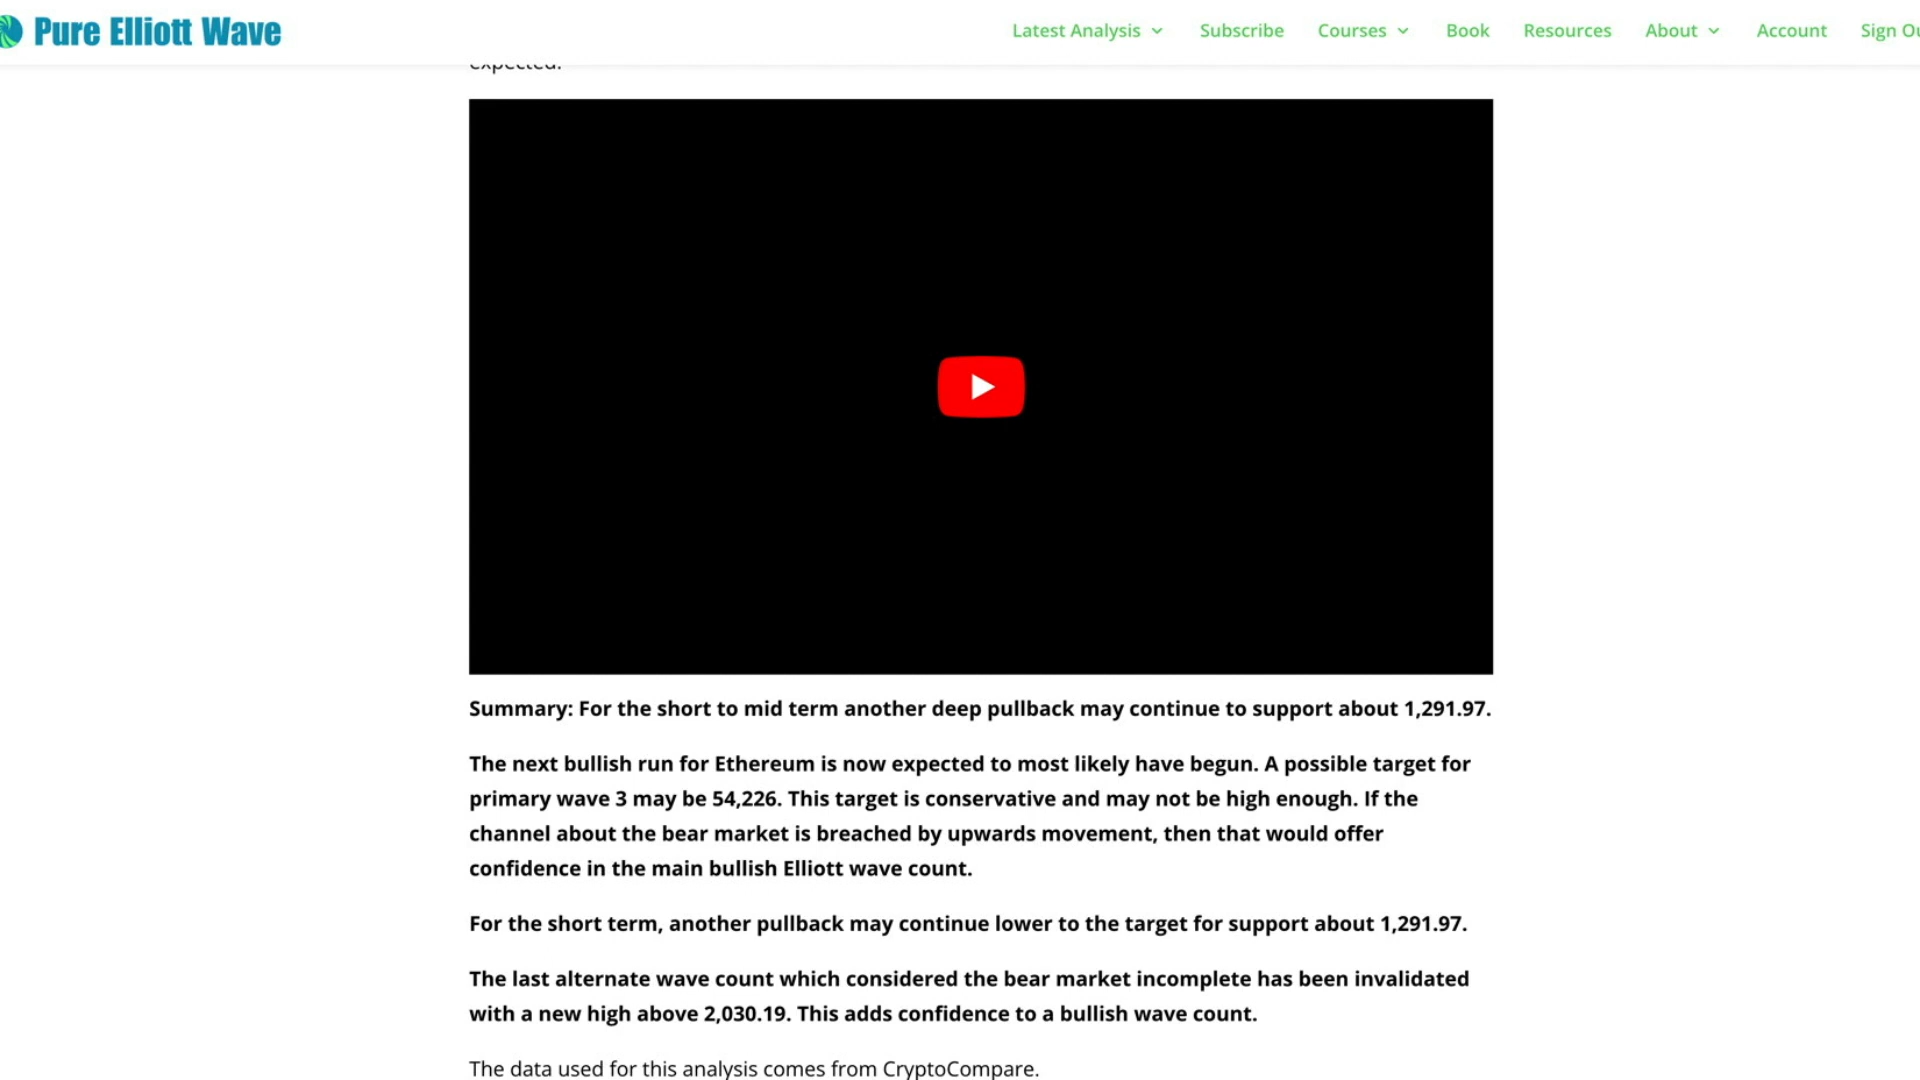 Pure Elliott Wave
Latest Analysis Subscribe Courses Book Resources About Account Sign Ou
expected.
Summary: For the short to mid term another deep pullback may continue to support about 1,291.97.
The next bullish run for Ethereum is now expected to most likely have begun. A possible target for
primary wave 3 may be 54,226. This target is conservative and may not be high enough. If the
channel about the bear market is breached by upwards movement, then that would offer
confidence in the main bullish Elliott wave count.
For the short term, another pullback may continue lower to the target for support about 1,291.97.
The last alternate wave count which considered the bear market incomplete has been invalidated
with a new high above 2,030.19. This adds confidence to a bullish wave count.
The data used for this analysis comes from CryptoCompare.